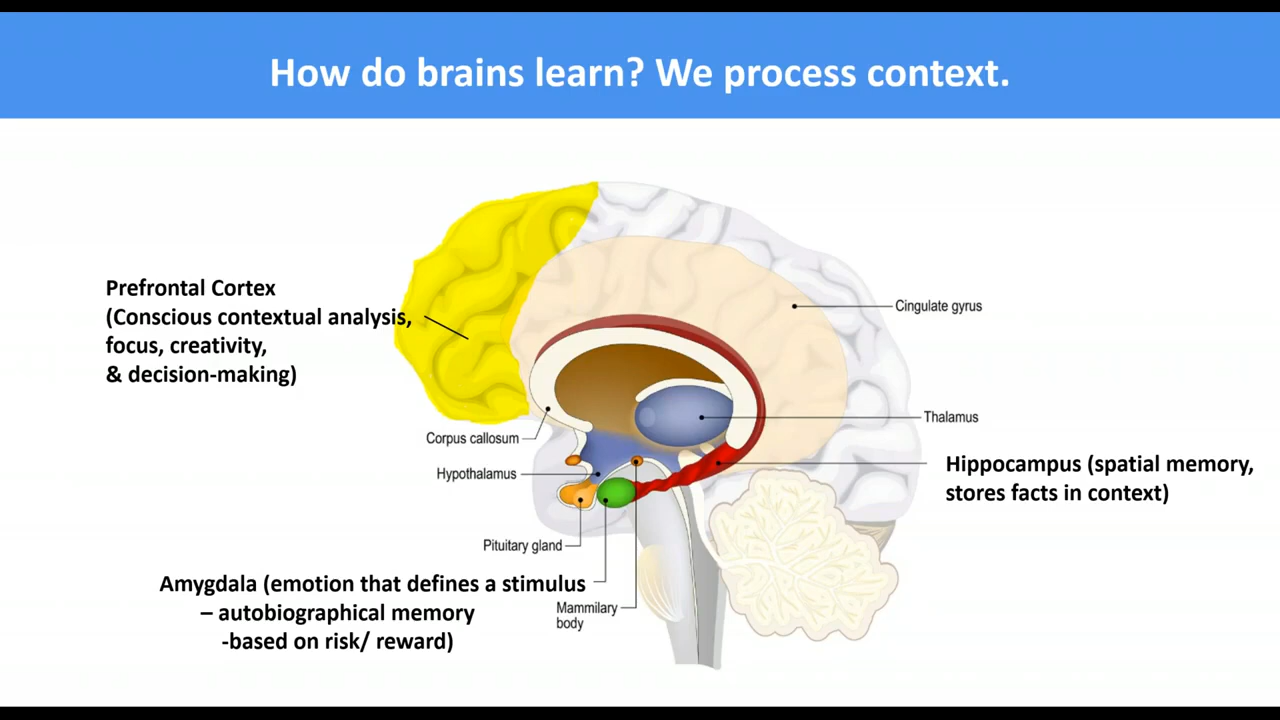 How do brains learn? We process context.
Prefrontal Cortex
(Conscious contextual analysis,
focus, creativity,
& decision-making)
Cingulate gyrus
Thalamus
Corpus callosum
Hypothalamus
Hippocampus (spatial memory,
stores facts in context)
Pituitary gland
Amygdala (emotion that defines a stimulus
– autobiographical memory
-based on risk/ reward)
Mammilary
body